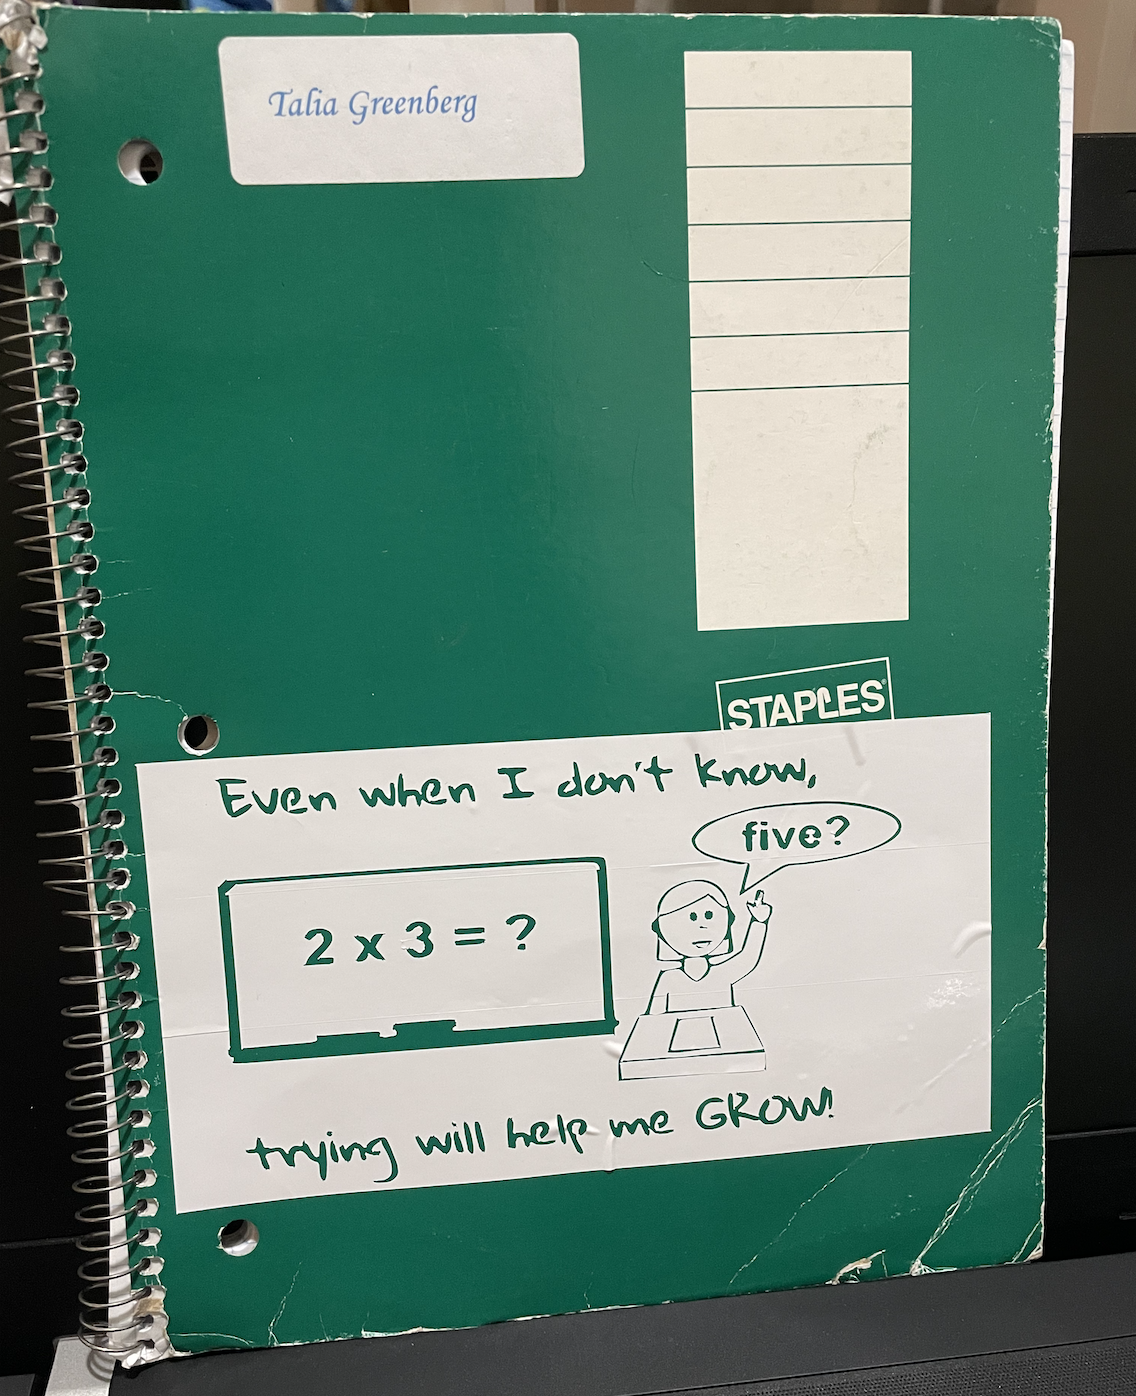 Talia Greenberg
STAPLES®
Even when I don't know,
five?
2 x 3 = ?
trying will help me GROW!